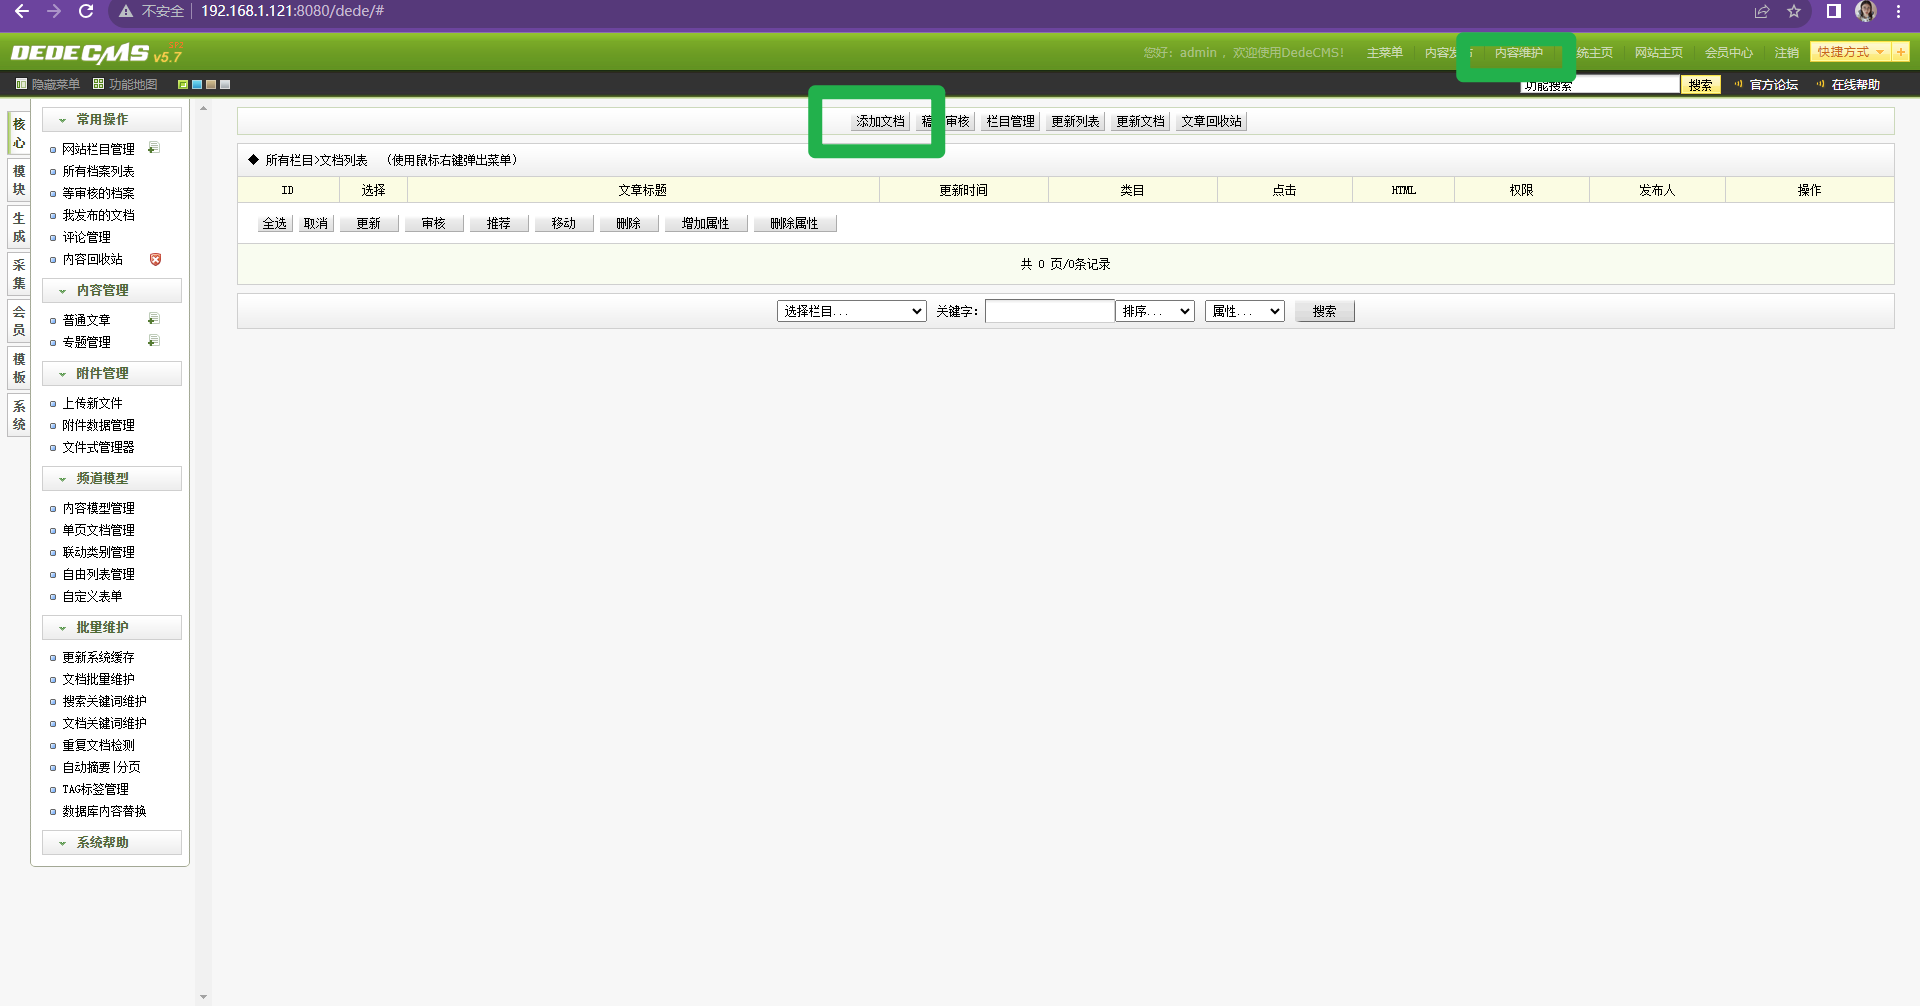 不安全 192.168.1.121:8080/dede/#
DEDECMS v5.7
您好：admin ，欢迎使用DedeCMS！ 主菜单 内容发 内容维护 统主页 网站主页 会员中心 注销 快捷方式 +
隐藏菜单 功能地图 功能搜索 搜索 官方论坛 在线帮助
核心
模块
生成
采集
会员
模板
系统
常用操作
网站栏目管理
所有档案列表
等审核的档案
我发布的文档
评论管理
内容回收站
内容管理
普通文章
专题管理
附件管理
上传新文件
附件数据管理
文件式管理器
频道模型
内容模型管理
单页文档管理
联动类别管理
自由列表管理
自定义表单
批量维护
更新系统缓存
文档批量维护
搜索关键词维护
文档关键词维护
重复文档检测
自动摘要|分页
TAG标签管理
数据库内容替换
系统帮助
添加文档 稿 审核 栏目管理 更新列表 更新文档 文章回收站
◆ 所有栏目>文档列表 （使用鼠标右键弹出菜单）
ID 选择 文章标题 更新时间 类目 点击 HTML 权限 发布人 操作
全选 取消 更新 审核 推荐 移动 删除 增加属性 删除属性
共 0 页/0条记录
选择栏目... 关键字： 排序... 属性... 搜索